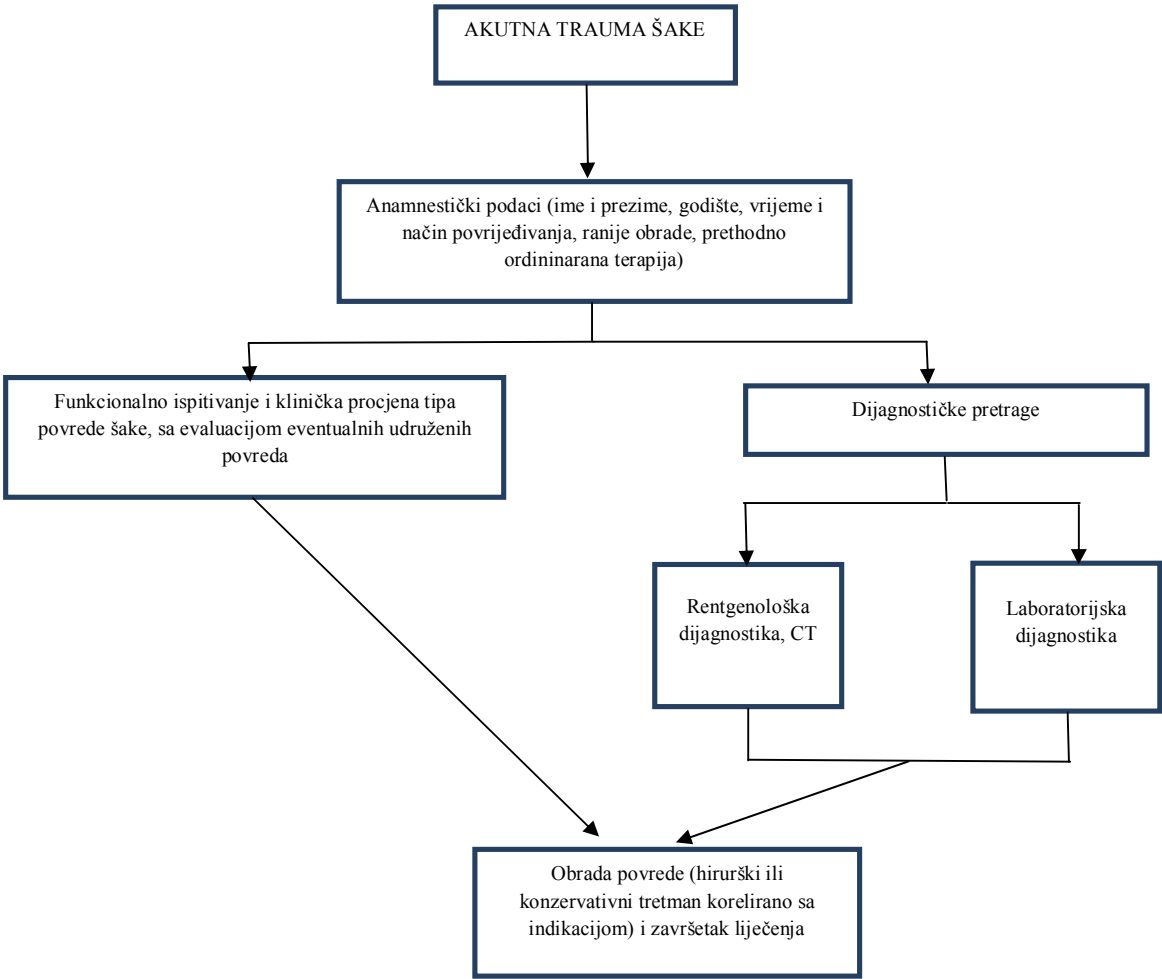 AKUTNA TRAUMA ŠAKE
Anamnestički podaci (ime i prezime, godište, vrijeme i
način povrijeđivanja, ranije obrade, prethodno
ordininarana terapija)
Funkcionalno ispitivanje i klinička procjena tipa
povrede šake, sa evaluacijom eventualnih udruženih
povreda
Dijagnostičke pretrage
Rentgenološka
dijagnostika, CT
Laboratorijska
dijagnostika
Obrada povrede (hirurški ili
konzervativni tretman korelirano sa
indikacijom) i završetak liječenja